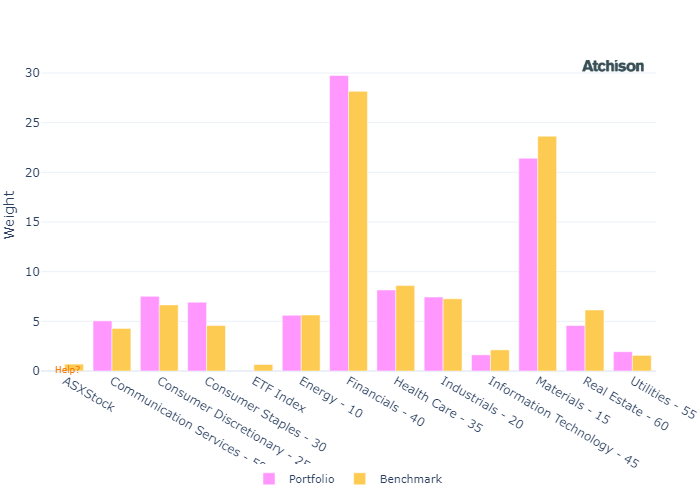 Atchison
30
25
20
15
10
5
0
Weight
Help?
ASXStock
Communication Services - 50
Consumer Discretionary - 25
Consumer Staples - 30
ETF Index
Energy - 10
Financials - 40
Health Care - 35
Industrials - 20
Information Technology - 45
Materials - 15
Real Estate - 60
Utilities - 55
Portfolio
Benchmark